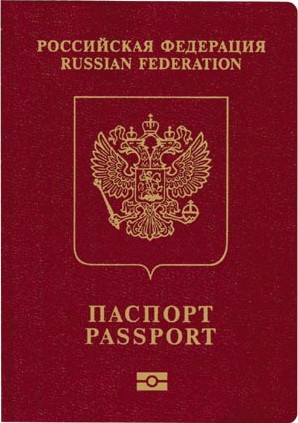 РОССИЙСКАЯ ФЕДЕРАЦИЯ
RUSSIAN FEDERATION
ПАСПОРТ
PASSPORT